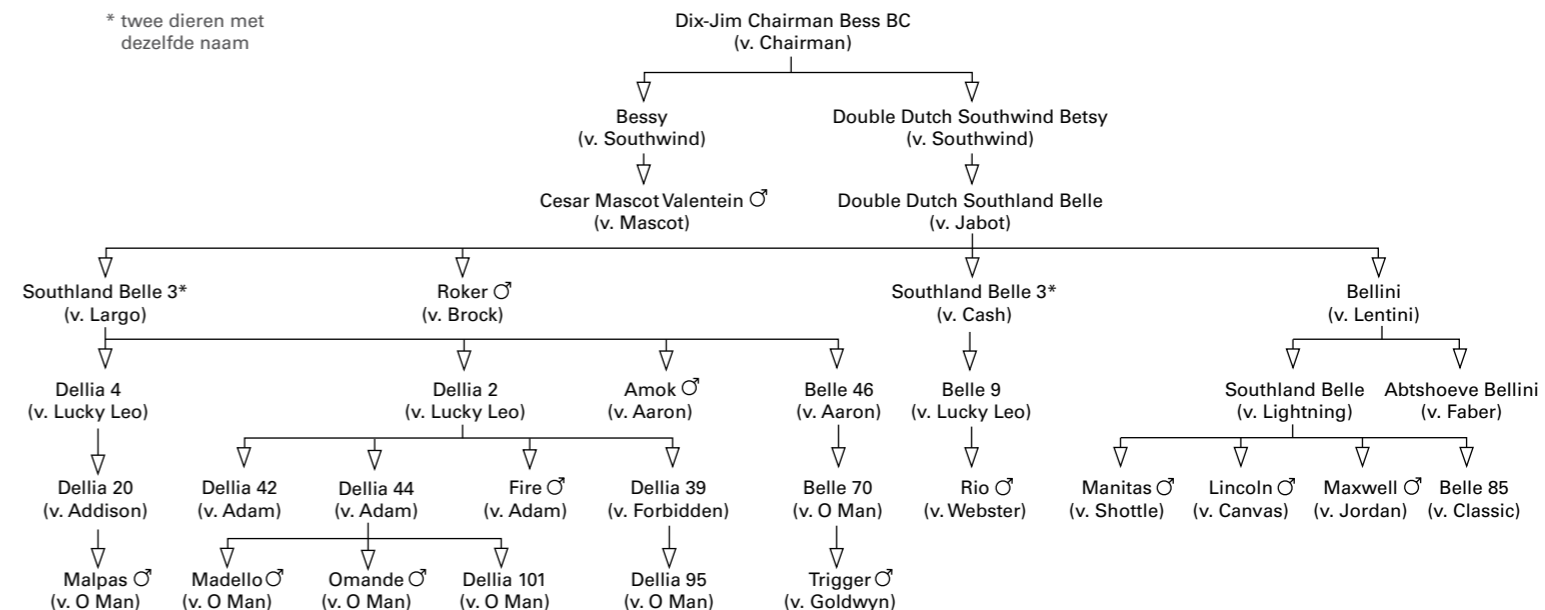 * twee dieren met
dezelfde naam
Dix-Jim Chairman Bess BC
(v. Chairman)
Bessy
(v. Southwind)
Double Dutch Southwind Betsy
(v. Southwind)
Cesar Mascot Valentein ♂
(v. Mascot)
Double Dutch Southland Belle
(v. Jabot)
Southland Belle 3*
(v. Largo)
Roker ♂
(v. Brock)
Southland Belle 3*
(v. Cash)
Bellini
(v. Lentini)
Dellia 4
(v. Lucky Leo)
Dellia 2
(v. Lucky Leo)
Amok ♂
(v. Aaron)
Belle 46
(v. Aaron)
Belle 9
(v. Lucky Leo)
Southland Belle
(v. Lightning)
Abtshoeve Bellini
(v. Faber)
Dellia 20
(v. Addison)
Dellia 42
(v. Adam)
Dellia 44
(v. Adam)
Fire ♂
(v. Adam)
Dellia 39
(v. Forbidden)
Belle 70
(v. O Man)
Rio ♂
(v. Webster)
Manitas ♂
(v. Shottle)
Lincoln ♂
(v. Canvas)
Maxwell ♂
(v. Jordan)
Belle 85
(v. Classic)
Malpas ♂
(v. O Man)
Madello ♂
(v. O Man)
Omande ♂
(v. O Man)
Dellia 101
(v. O Man)
Dellia 95
(v. O Man)
Trigger ♂
(v. Goldwyn)